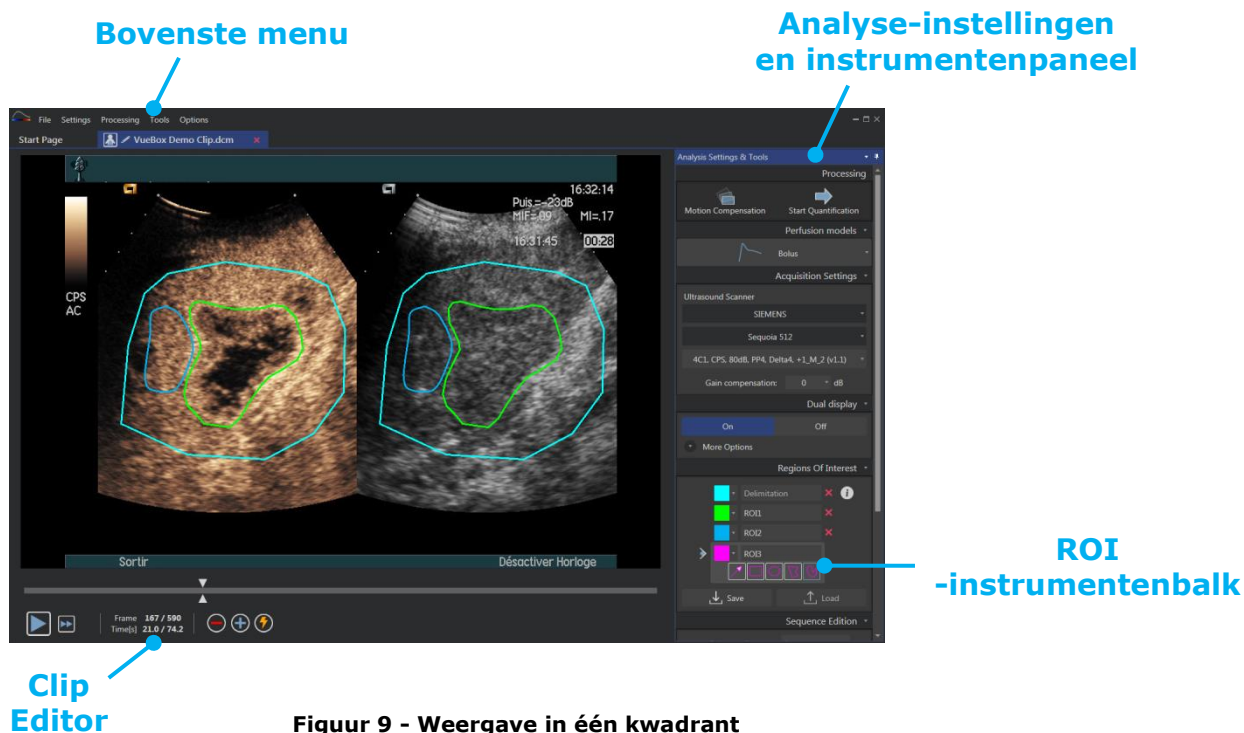 Bovenste menu
Analyse-instellingen
en instrumentenpaneel
File Settings Processing Tools Options
Start Page
VueBox Demo Clip.dcm
Analysis Settings & Tools
Processing
Motion Compensation Start Quantification
Perfusion models
Bolus
Acquisition Settings
Ultrasound Scanner
SIEMENS
Sequoia 512
4C1, CPS, 80dB, PP4, Delta4, +1_M_2 (v1.1)
Gain compensation: 0 dB
Dual display
On Off
More Options
Regions Of Interest
Delimitation
ROI1
ROI2
ROI3
Save Load
Sequence Edition
16:32:14
Puis.=-23dB
MIF=.09 MI=.17
16:31:45 00:28
CPS
AC
Sortir Désactiver Horloge
Frame 167 / 590
Time[s] 21.0 / 74.2
ROI
-instrumentenbalk
Clip
Editor
Figuur 9 - Weergave in één kwadrant